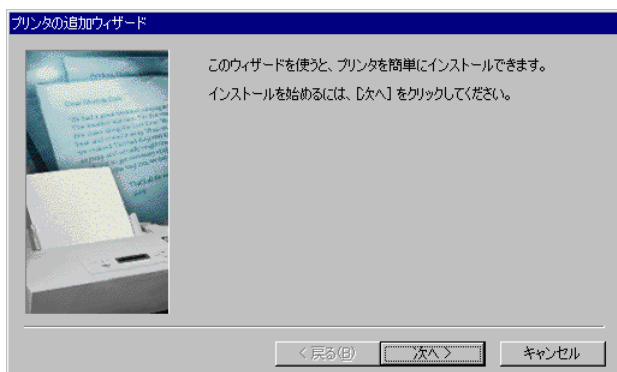 プリンタの追加ウィザード
このウィザードを使うと、プリンタを簡単にインストールできます。
インストールを始めるには、[次へ] をクリックしてください。
< 戻る(B)
次へ >
キャンセル